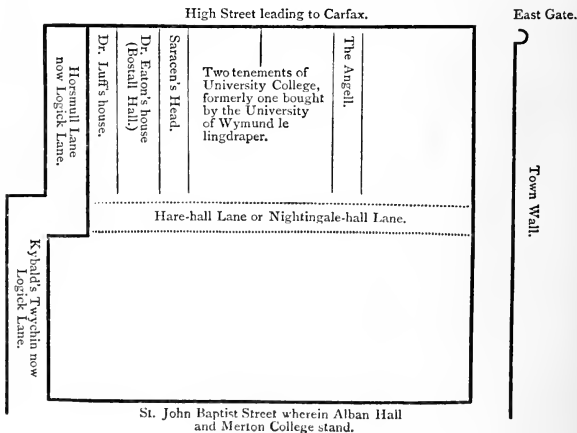 High Street leading to Carfax.
East Gate.
Horsmull Lane
now Logick Lane.
Dr. Luff's house.
Dr. Eaton's house
(Bostall Hall.)
Saracen's Head.
Two tenements of
University College,
formerly one bought
by the University
of Wymund le
lingdraper.
The Angell.
Town Wall.
Hare-hall Lane or Nightingale-hall Lane.
Kybald's Twychin now
Logick Lane.
St. John Baptist Street wherein Alban Hall
and Merton College stand.